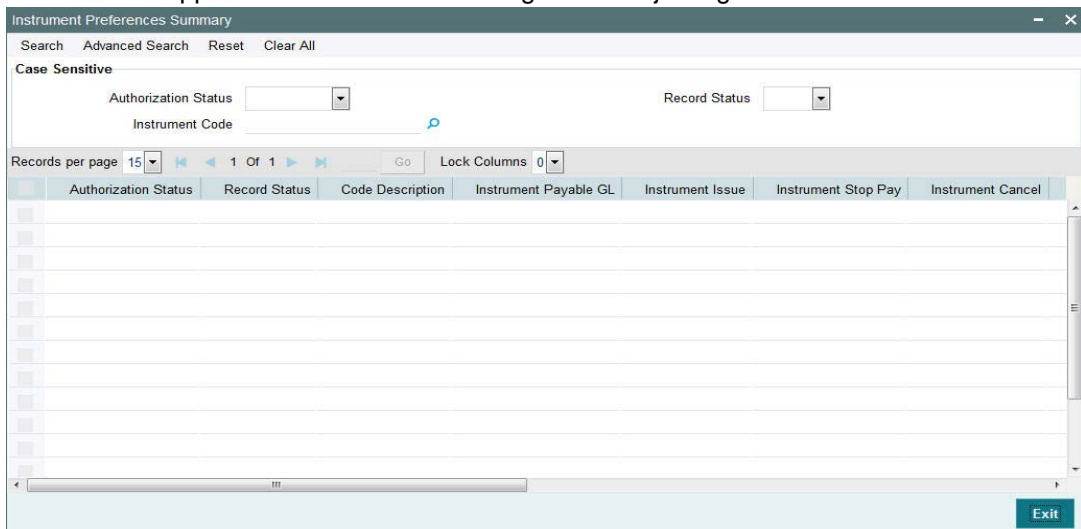 Instrument Preferences Summary
Search Advanced Search Reset Clear All
Case Sensitive
Authorization Status Record Status
Instrument Code
Records per page 15 1 Of 1 Go Lock Columns 0
Authorization Status Record Status Code Description Instrument Payable GL Instrument Issue Instrument Stop Pay Instrument Cancel
Exit